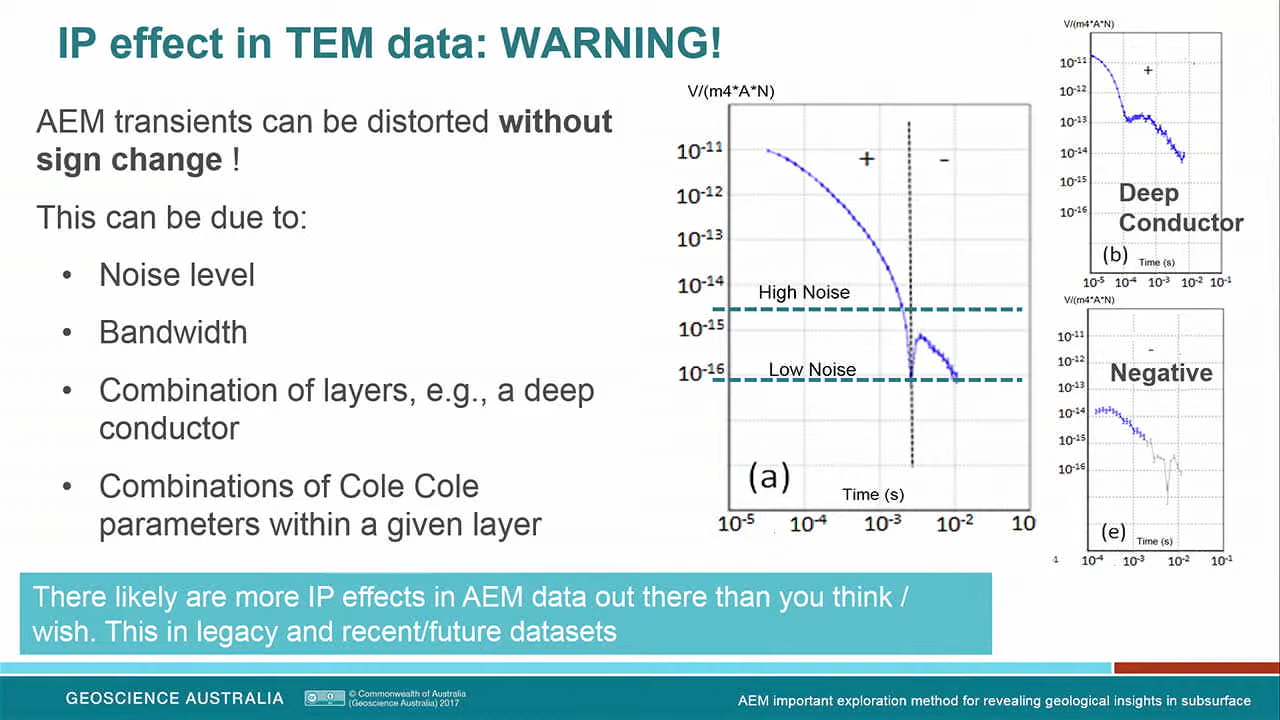 IP effect in TEM data: WARNING!
AEM transients can be distorted without
sign change !
This can be due to:
• Noise level
• Bandwidth
• Combination of layers, e.g., a deep
conductor
• Combinations of Cole Cole
parameters within a given layer
There likely are more IP effects in AEM data out there than you think /
wish. This in legacy and recent/future datasets
V/(m4*A*N)
+ -
10-11
10-12
10-13
10-14
10-15
10-16
High Noise
Low Noise
(a)
Time (s)
10-5 10-4 10-3 10-2 10
V/(m4*A*N)
+
10-11
10-12
10-13
10-14
10-15
10-16
Deep
Conductor
(b)
Time (s)
10-5 10-4 10-3 10-2 10-1
V/(m4*A*N)
-
10-11
10-12
10-13
10-14
10-15
10-16
Negative
(e)
Time (s)
-1 10-4 10-3 10-2 10-1
GEOSCIENCE AUSTRALIA
© Commonwealth of Australia
(Geoscience Australia) 2017
AEM important exploration method for revealing geological insights in subsurface